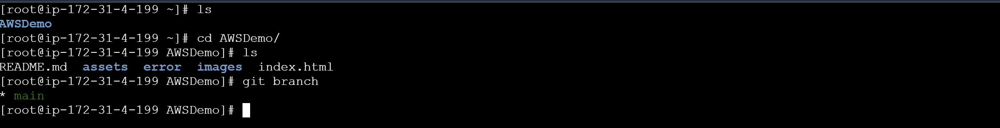 [root@ip-172-31-4-199 ~]# ls
AWSDemo
[root@ip-172-31-4-199 ~]# cd AWSDemo/
[root@ip-172-31-4-199 AWSDemo]# ls
README.md  assets  error  images  index.html
[root@ip-172-31-4-199 AWSDemo]# git branch
* main
[root@ip-172-31-4-199 AWSDemo]#